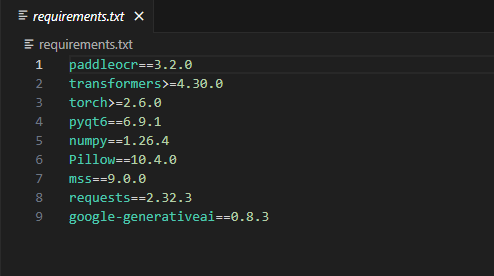 requirements.txt ×
requirements.txt
1 paddleocr==3.2.0
2 transformers>=4.30.0
3 torch>=2.6.0
4 pyqt6==6.9.1
5 numpy==1.26.4
6 Pillow==10.4.0
7 mss==9.0.0
8 requests==2.32.3
9 google-generativeai==0.8.3